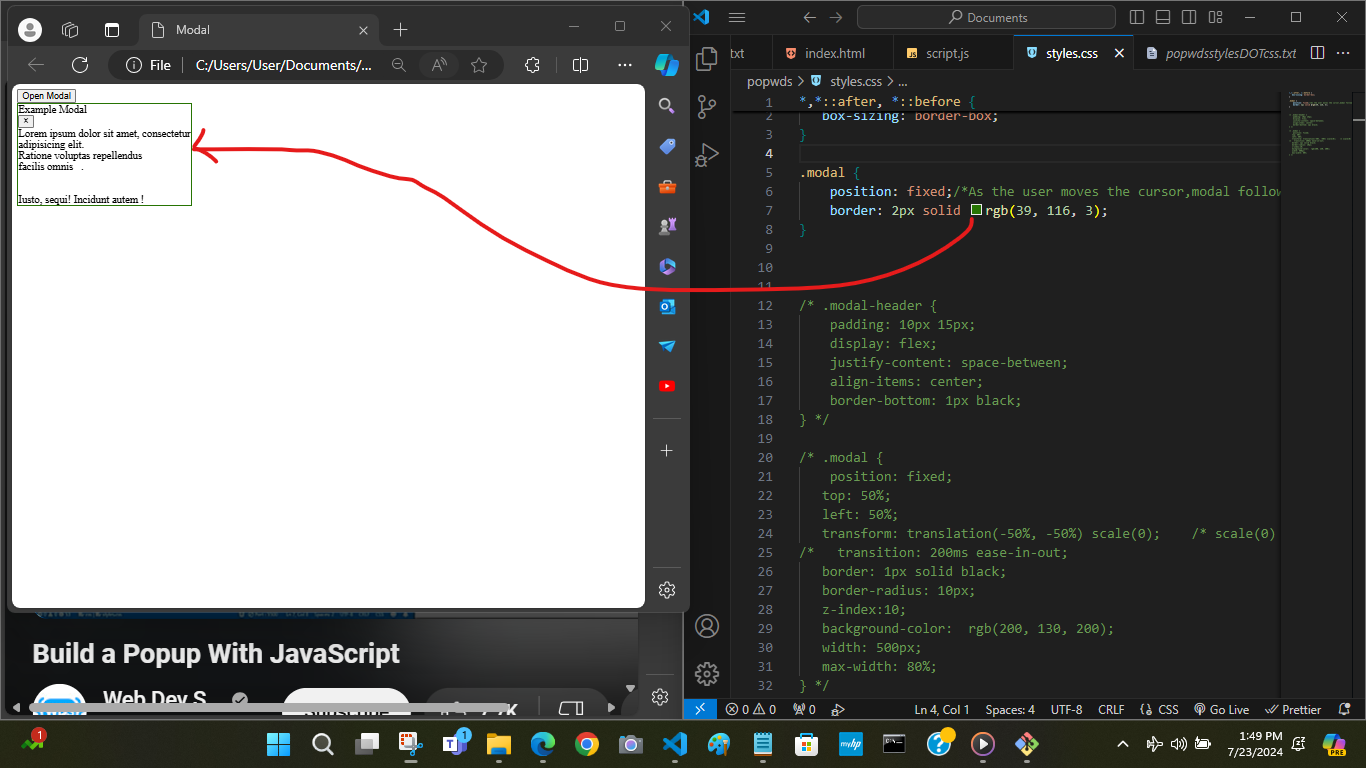 Modal
File
C:/Users/User/Documents/...
Open Modal
Example Modal
x
Lorem ipsum dolor sit amet, consectetur
adipisicing elit.
Ratione voluptas repellendus
facilis omnis .
Iusto, sequi! Incidunt autem !
Build a Popup With JavaScript
Web Dev S
Documents
txt
index.html
script.js
styles.css
popwdsstylesDOTcss.txt
popwds > styles.css > ...
1 *,*::after, *::before {
2 box-sizing: border-box;
3 }
4
5 .modal {
6 position: fixed;/*As the user moves the cursor,modal follow
7 border: 2px solid rgb(39, 116, 3);
8 }
9
10
11
12 /* .modal-header {
13 padding: 10px 15px;
14 display: flex;
15 justify-content: space-between;
16 align-items: center;
17 border-bottom: 1px black;
18 } */
19
20 /* .modal {
21 position: fixed;
22 top: 50%;
23 left: 50%;
24 transform: translation(-50%, -50%) scale(0); /* scale(0)
25 /* transition: 200ms ease-in-out;
26 border: 1px solid black;
27 border-radius: 10px;
28 z-index:10;
29 background-color: rgb(200, 130, 200);
30 width: 500px;
31 max-width: 80%;
32 } */
0 0 0
Ln 4, Col 1
Spaces: 4
UTF-8
CRLF
CSS
Go Live
Prettier
1
1
1:49 PM
7/23/2024
PRE